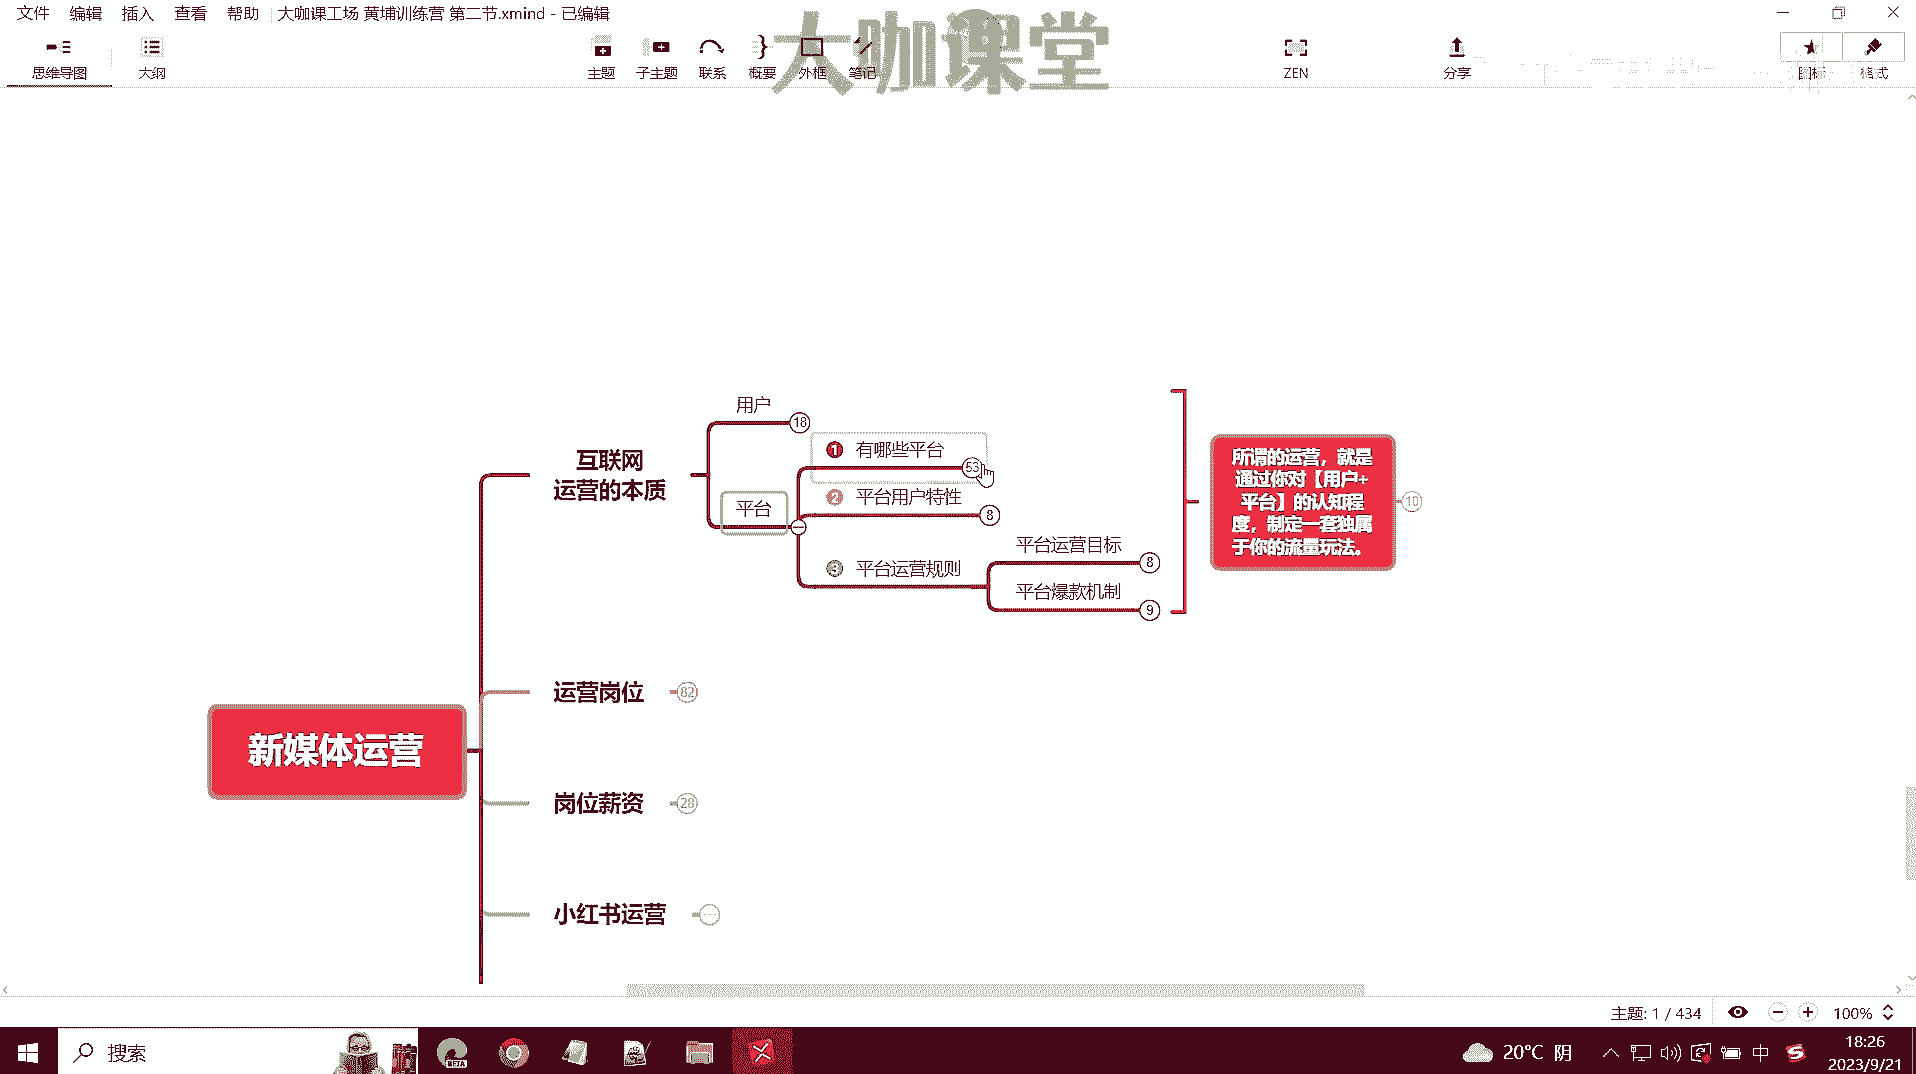 文件 编辑 插入 查看 帮助 大咖课工场 黄埔训练营 第二节.xmind - 已编辑
大咖课堂
思维导图 大纲 主题 子主题 联系 概要 外框 笔记 ZEN 分享 图标 格式
用户
18
互联网
运营的本质
1 有哪些平台
53
平台
2 平台用户特性
8
3 平台运营规则
平台运营目标
8
平台爆款机制
9
所谓的运营，就是
通过你对【用户+
平台】的认知程
度，制定一套独属
于你的流量玩法。
10
运营岗位
82
新媒体运营
岗位薪资
28
小红书运营
主题: 1 / 434 100%
搜索
BETA
20°C 阴
中
18:26
2023/9/21